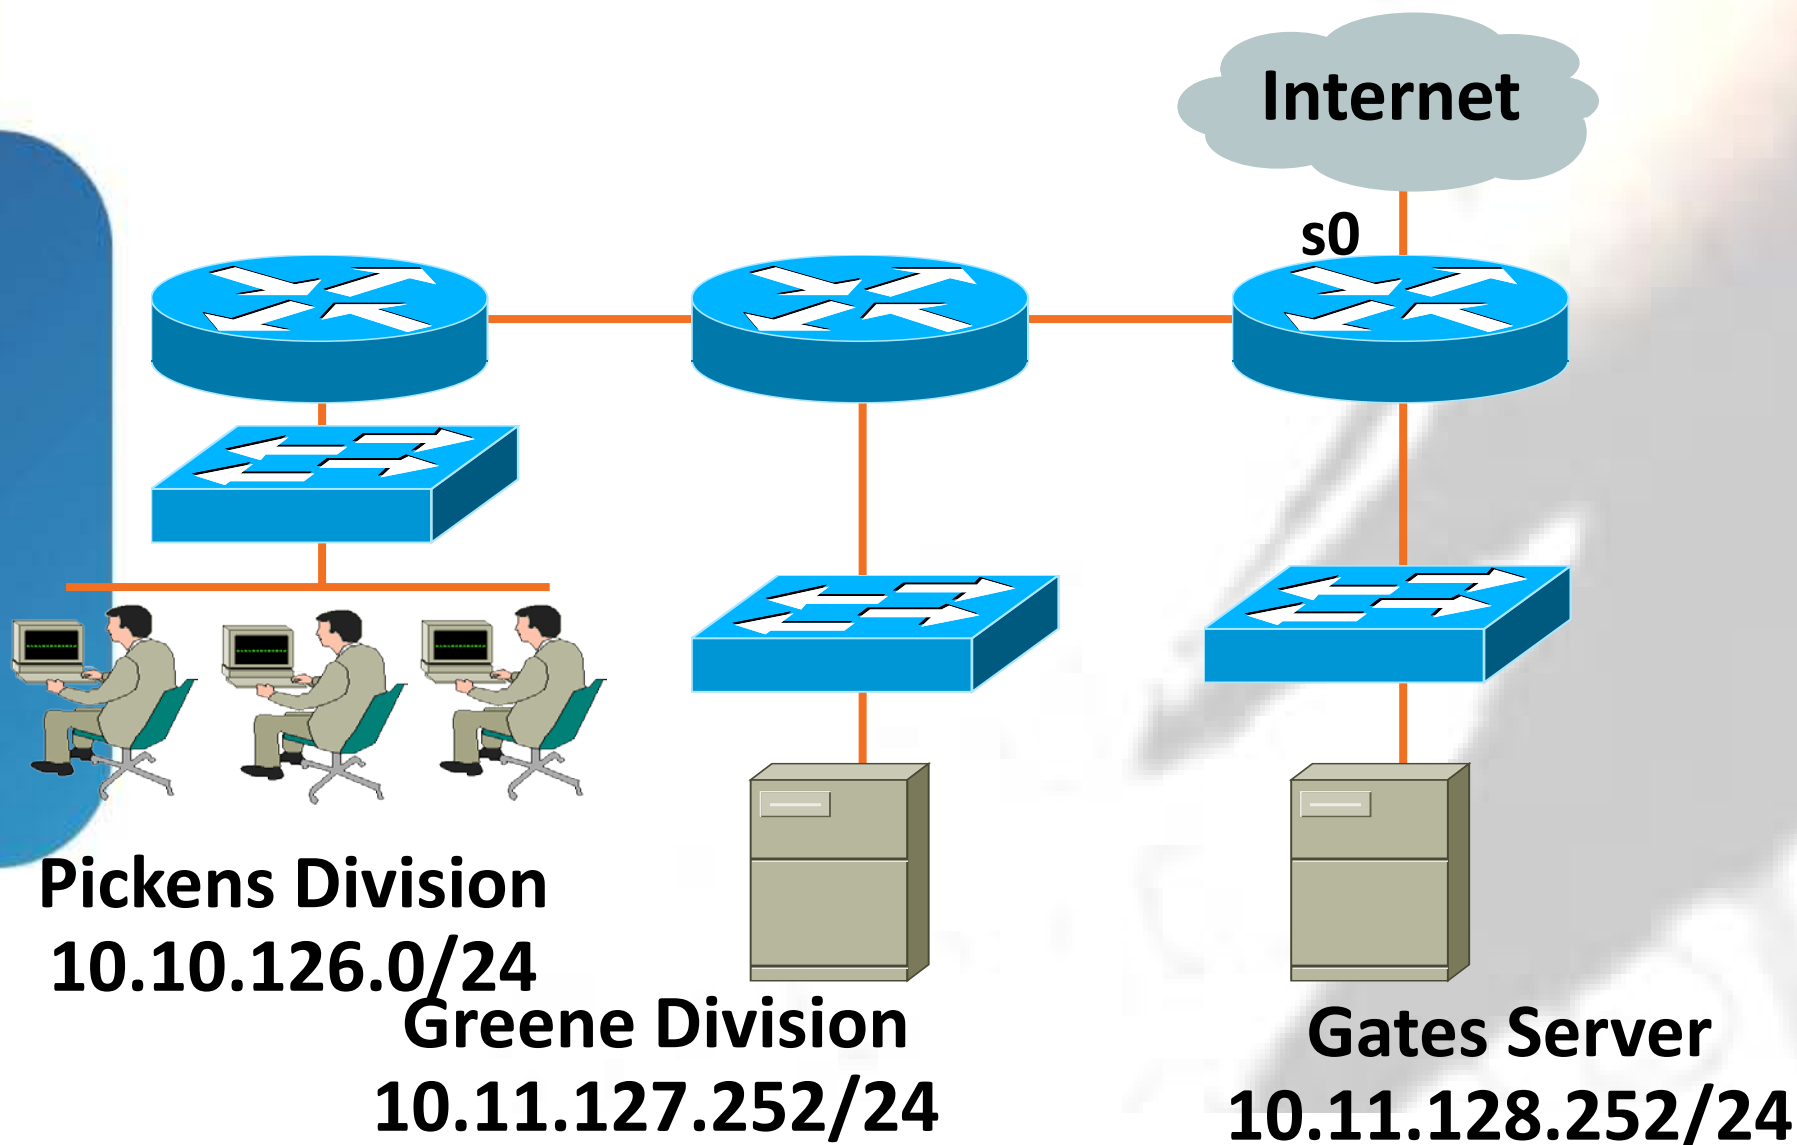 Internet
s0
Pickens Division
10.10.126.0/24
Greene Division
10.11.127.252/24
Gates Server
10.11.128.252/24